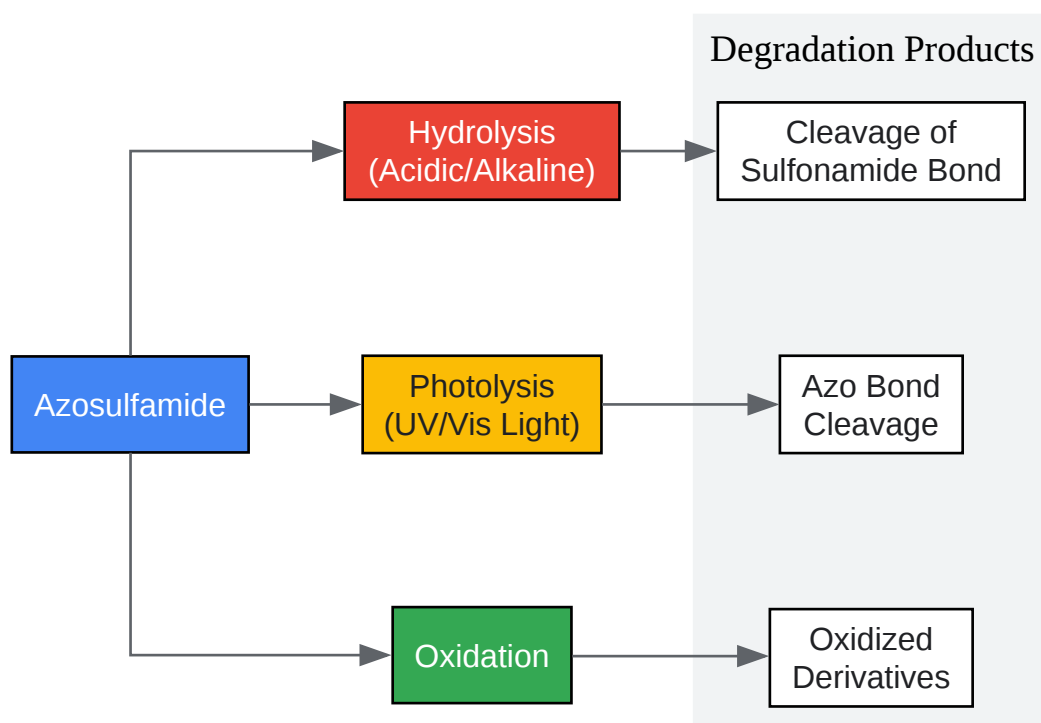 Degradation Products
Hydrolysis
(Acidic/Alkaline)
Cleavage of
Sulfonamide Bond
Azosulfamide
Photolysis
(UV/Vis Light)
Azo Bond
Cleavage
Oxidation
Oxidized
Derivatives